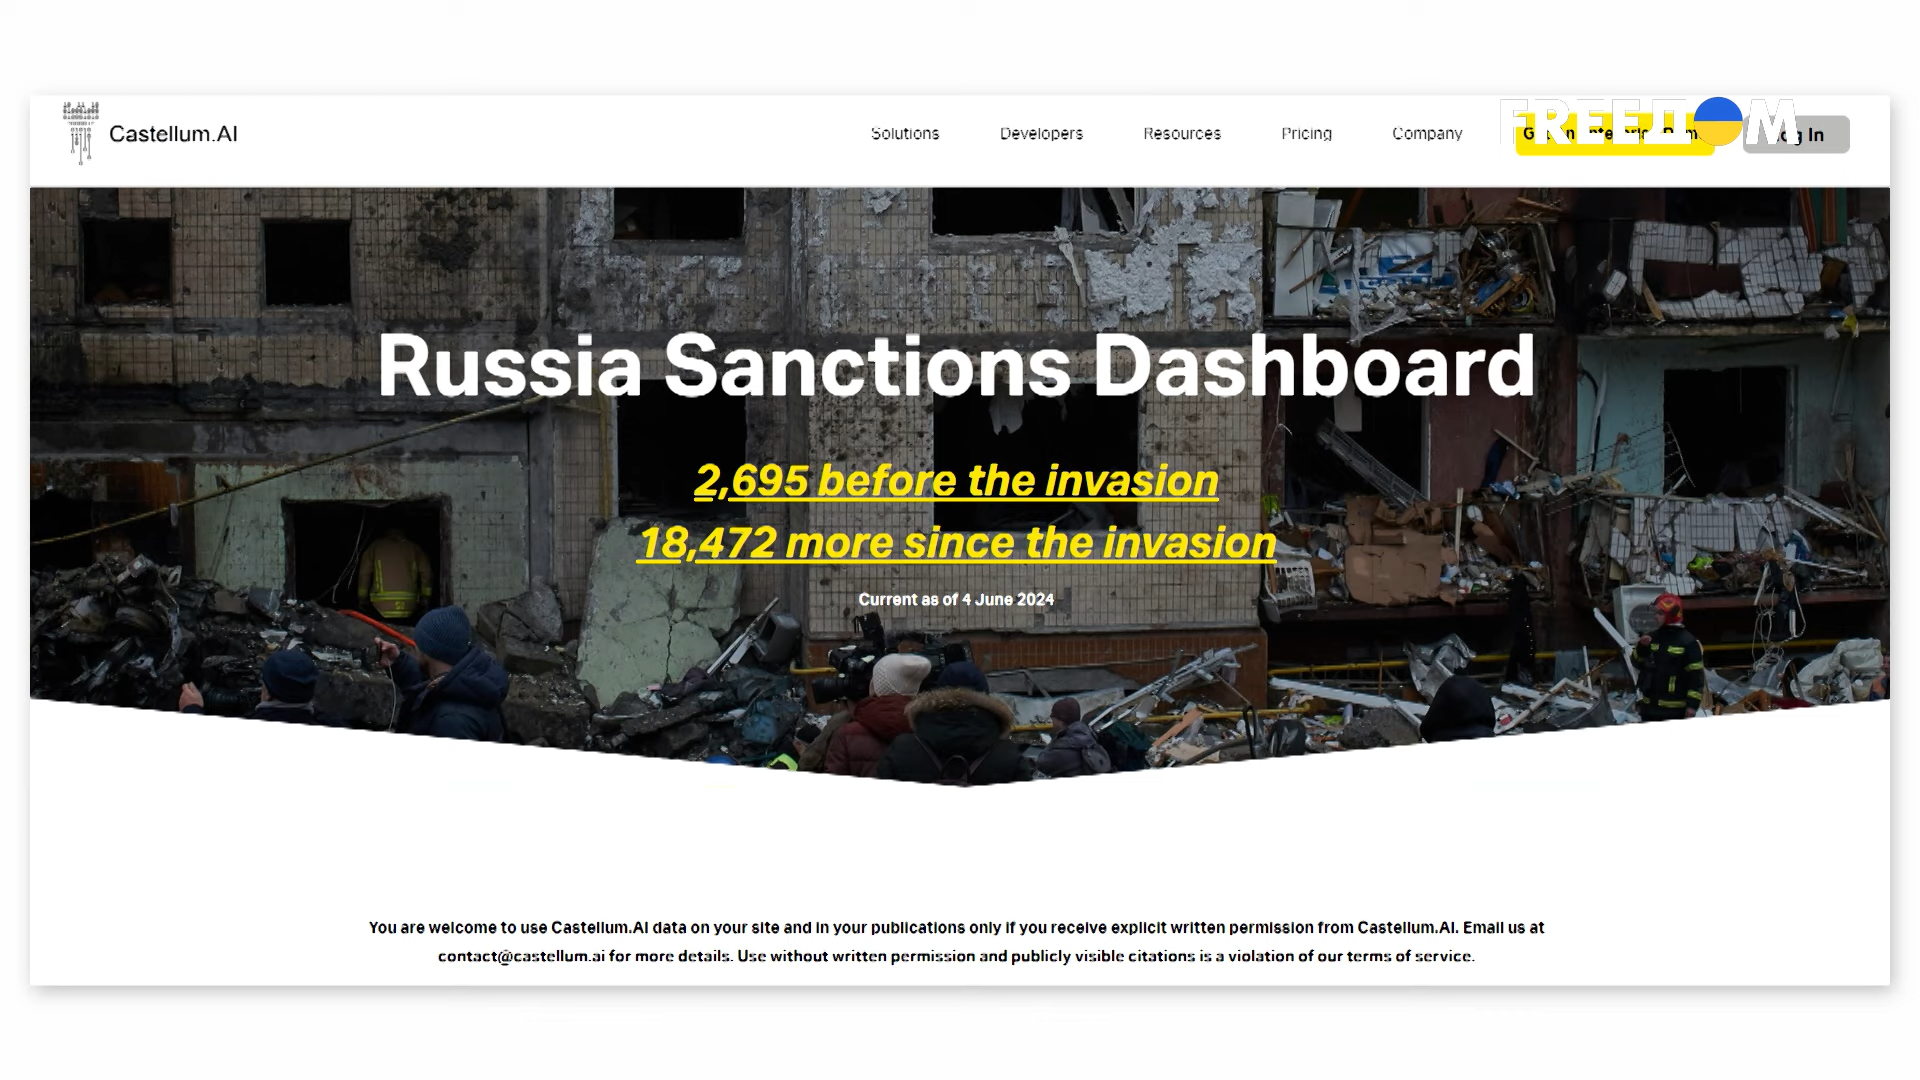 Castellum.AI
Solutions
Developers
Resources
Pricing
Company
FREEДOM
In
Russia Sanctions Dashboard
2,695 before the invasion
18,472 more since the invasion
Current as of 4 June 2024
You are welcome to use Castellum.AI data on your site and in your publications only if you receive explicit written permission from Castellum.AI. Email us at
contact@castellum.ai for more details. Use without written permission and publicly visible citations is a violation of our terms of service.